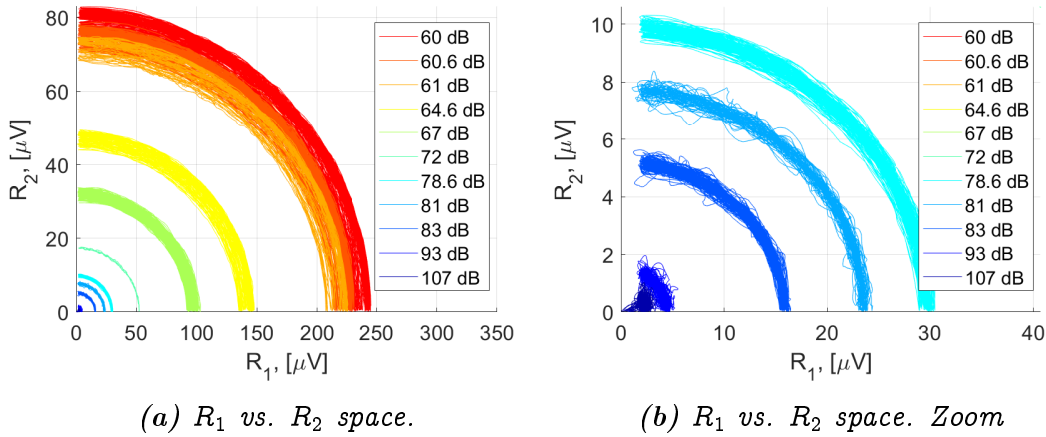 80
60
40
20
0
R2, [μV]
0 50 100 150 200 250 300 350
R1, [μV]
60 dB
60.6 dB
61 dB
64.6 dB
67 dB
72 dB
78.6 dB
81 dB
83 dB
93 dB
107 dB
(a) R1 vs. R2 space.
10
8
6
4
2
0
R2, [μV]
0 10 20 30 40
R1, [μV]
60 dB
60.6 dB
61 dB
64.6 dB
67 dB
72 dB
78.6 dB
81 dB
83 dB
93 dB
107 dB
(b) R1 vs. R2 space. Zoom